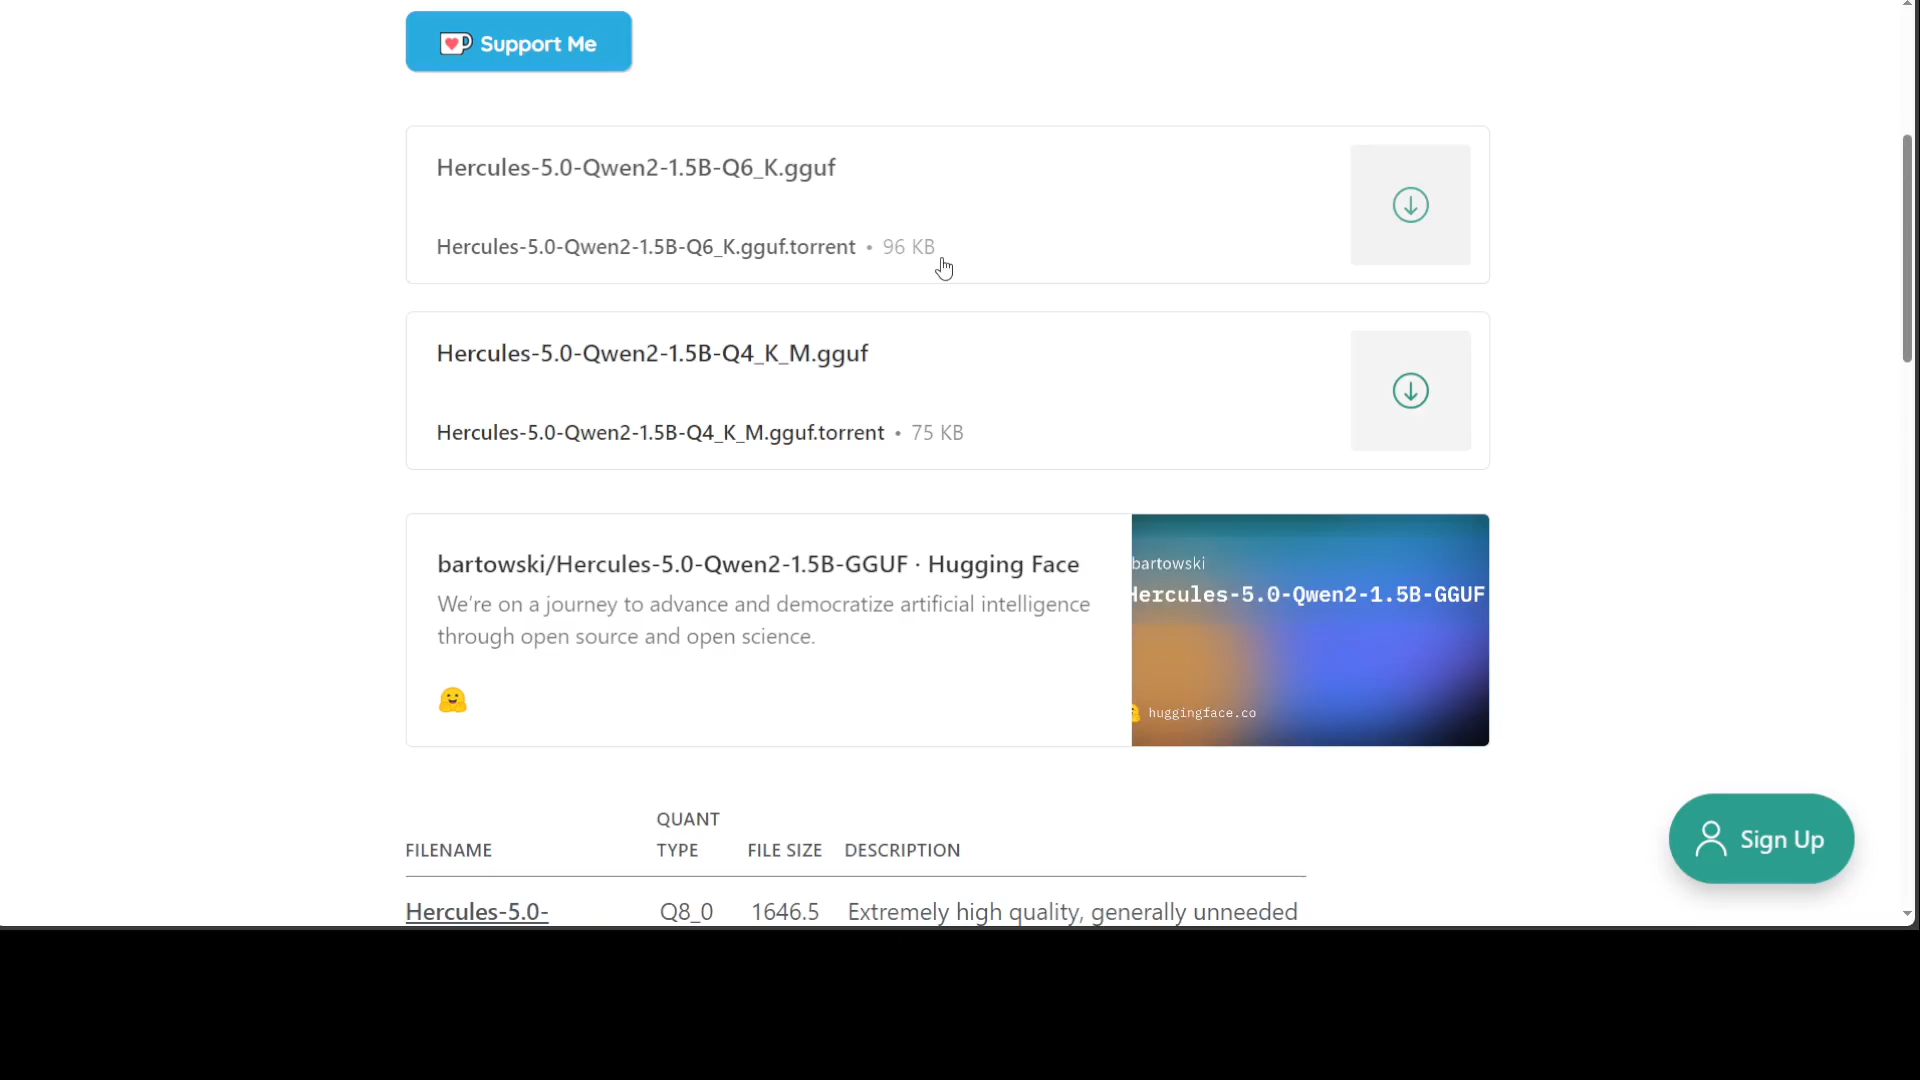 Support Me
Hercules-5.0-Qwen2-1.5B-Q6_K.gguf
Hercules-5.0-Qwen2-1.5B-Q6_K.gguf.torrent • 96 KB
Hercules-5.0-Qwen2-1.5B-Q4_K_M.gguf
Hercules-5.0-Qwen2-1.5B-Q4_K_M.gguf.torrent • 75 KB
bartowski/Hercules-5.0-Qwen2-1.5B-GGUF · Hugging Face
We're on a journey to advance and democratize artificial intelligence
through open source and open science.
bartowski
Hercules-5.0-Qwen2-1.5B-GGUF
huggingface.co
Sign Up
FILENAME QUANT TYPE FILE SIZE DESCRIPTION
Hercules-5.0- Q8_0 1646.5 Extremely high quality, generally unneeded